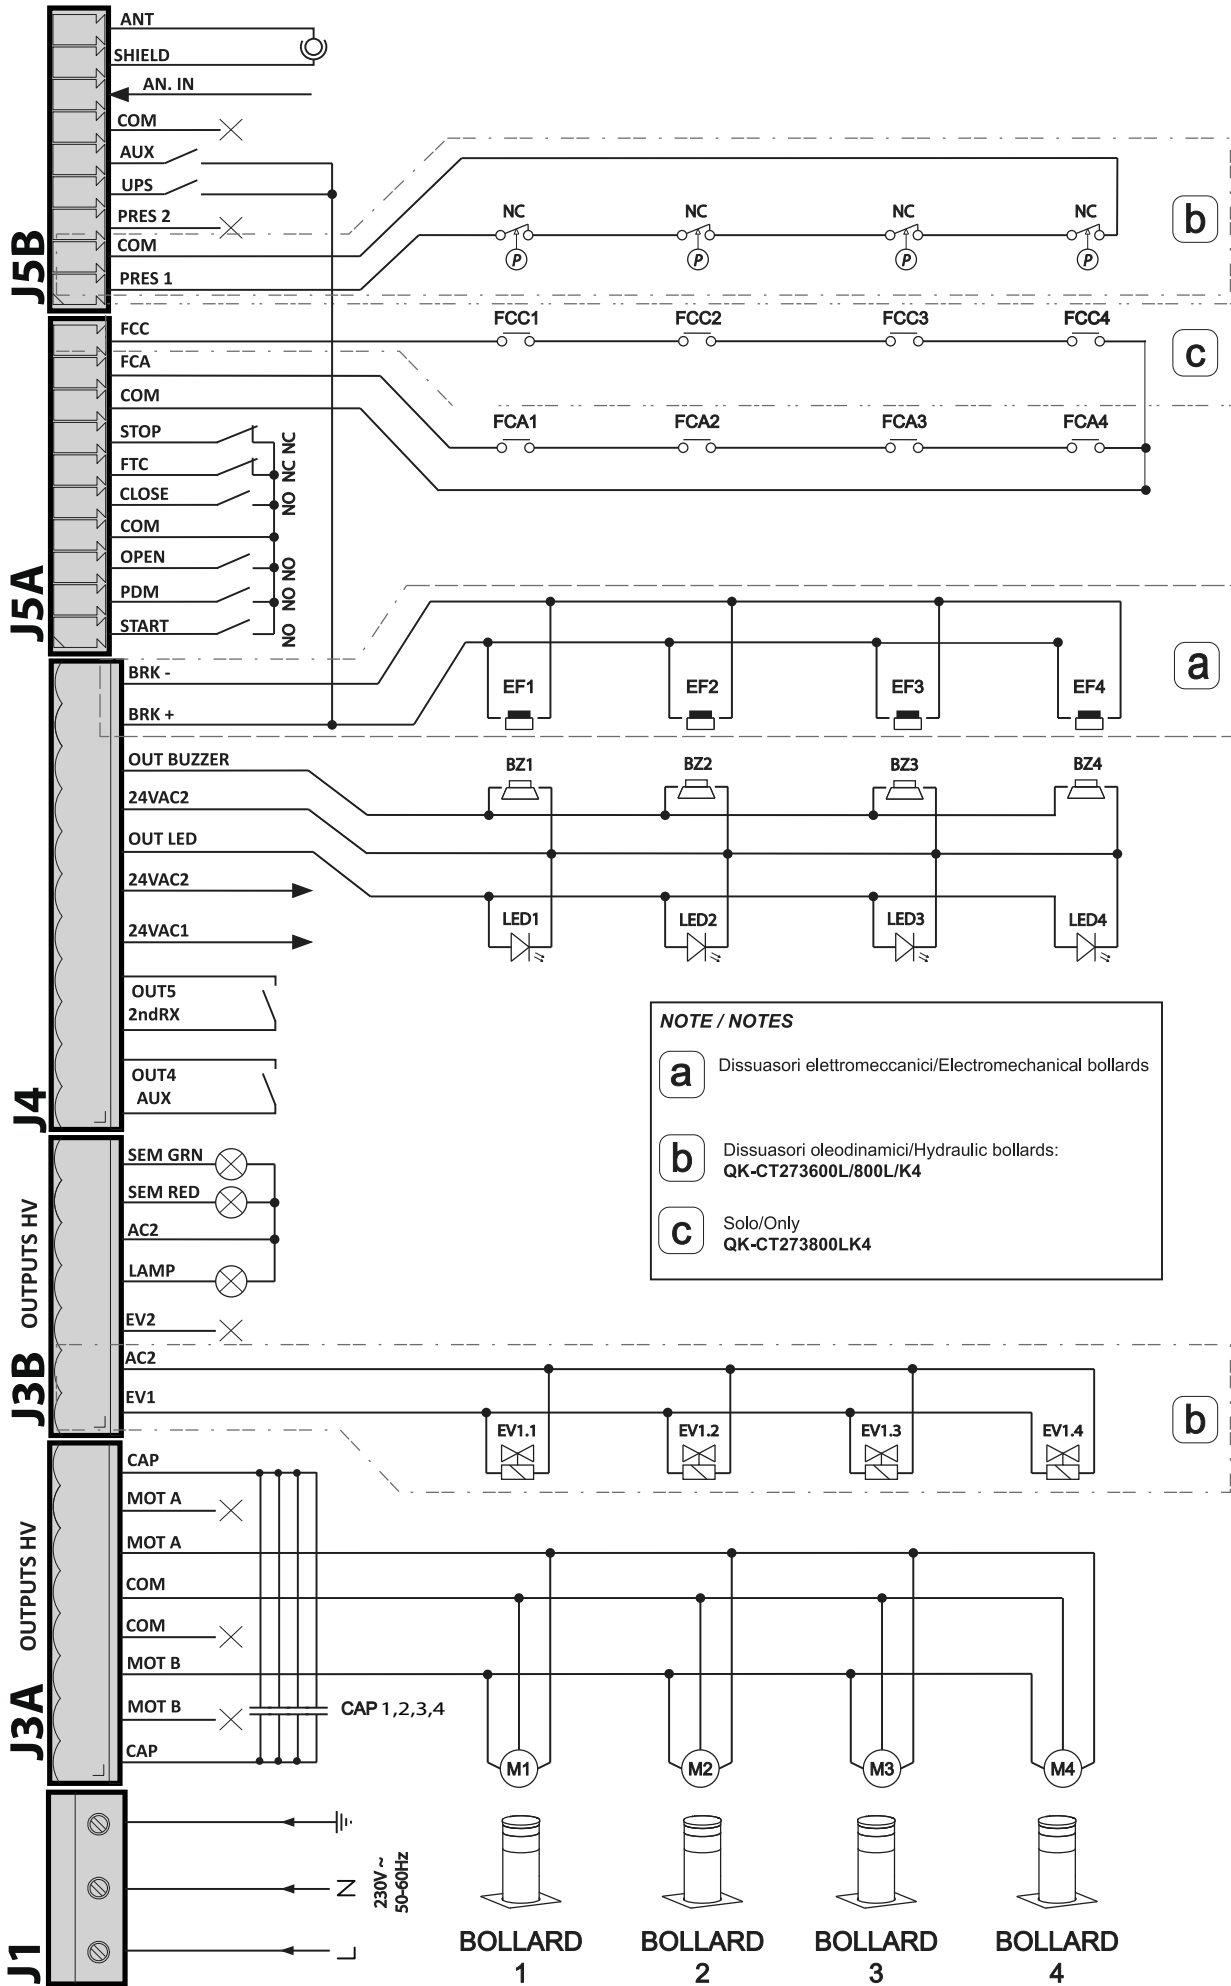 ANT
SHIELD
AN. IN
COM
AUX
UPS
PRES 2
COM
PRES 1
J5B
NC NC NC NC
P P P P
b
FCC
FCA
COM
STOP
FTC
CLOSE
COM
OPEN
PDM
START
J5A
NC
NC
NO
NO
NO
NO
FCC1 FCC2 FCC3 FCC4
c
FCA1 FCA2 FCA3 FCA4
BRK -
BRK +
OUT BUZZER
24VAC2
OUT LED
24VAC2
24VAC1
OUT5
2ndRX
OUT4
AUX
J4
EF1 EF2 EF3 EF4
a
BZ1 BZ2 BZ3 BZ4
LED1 LED2 LED3 LED4
NOTE / NOTES
a Dissuasori elettromeccanici/Electromechanical bollards
b Dissuasori oleodinamici/Hydraulic bollards:
QK-CT273600L/800L/K4
c Solo/Only
QK-CT273800LK4
SEM GRN
SEM RED
AC2
LAMP
EV2
AC2
EV1
J3B OUTPUTS HV
EV1.1 EV1.2 EV1.3 EV1.4
b
CAP
MOT A
MOT A
COM
COM
MOT B
MOT B
CAP
J3A OUTPUTS HV
CAP 1,2,3,4
M1 M2 M3 M4
J1
N
L
230V ~
50-60Hz
BOLLARD
1
BOLLARD
2
BOLLARD
3
BOLLARD
4